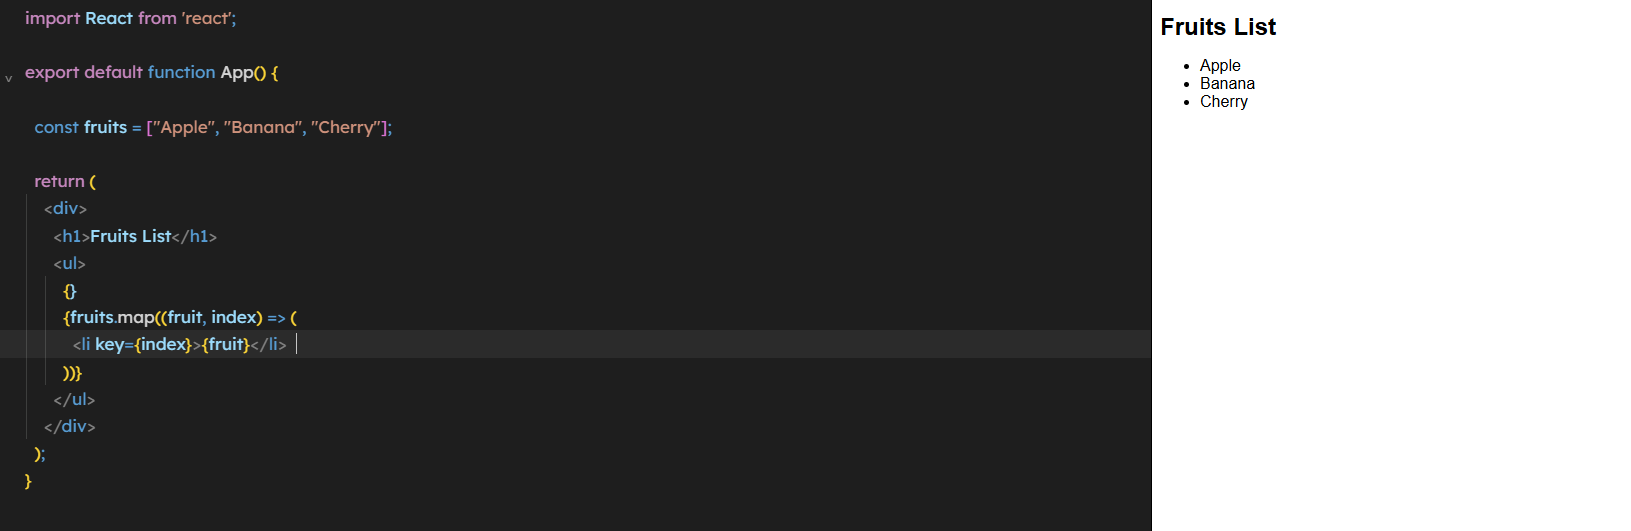 import React from 'react';
export default function App() {
const fruits = ["Apple", "Banana", "Cherry"];
return (
<div>
<h1>Fruits List</h1>
<ul>
{}
{fruits.map((fruit, index) => (
<li key={index}>{fruit}</li>
))}
</ul>
</div>
);
}
Fruits List
• Apple
• Banana
• Cherry